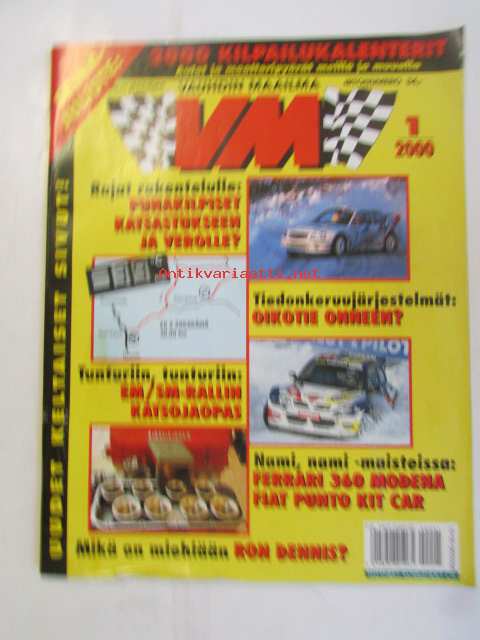 2000 KILPAILUKALENTERIT
VAUHDIN MAAILMA
VM
1
2000
Rajat rakentelulle:
PUNAKILPISET
KATSASTUKSEEN
JA VEROLLE?
Antikvariaatti.net
Tiedonkeruujärjestelmät:
OIKOTIE ONNEEN?
Tunturiin, tunturiin:
EM/SM-RALLIN
KATSOJAOPAS
Nami, nami -maisteissa:
FERRARI 360 MODENA
FIAT PUNTO KIT CAR
Mikä on miehiään RON DENNIS?
UUDET KELTAISET SIVUT!!